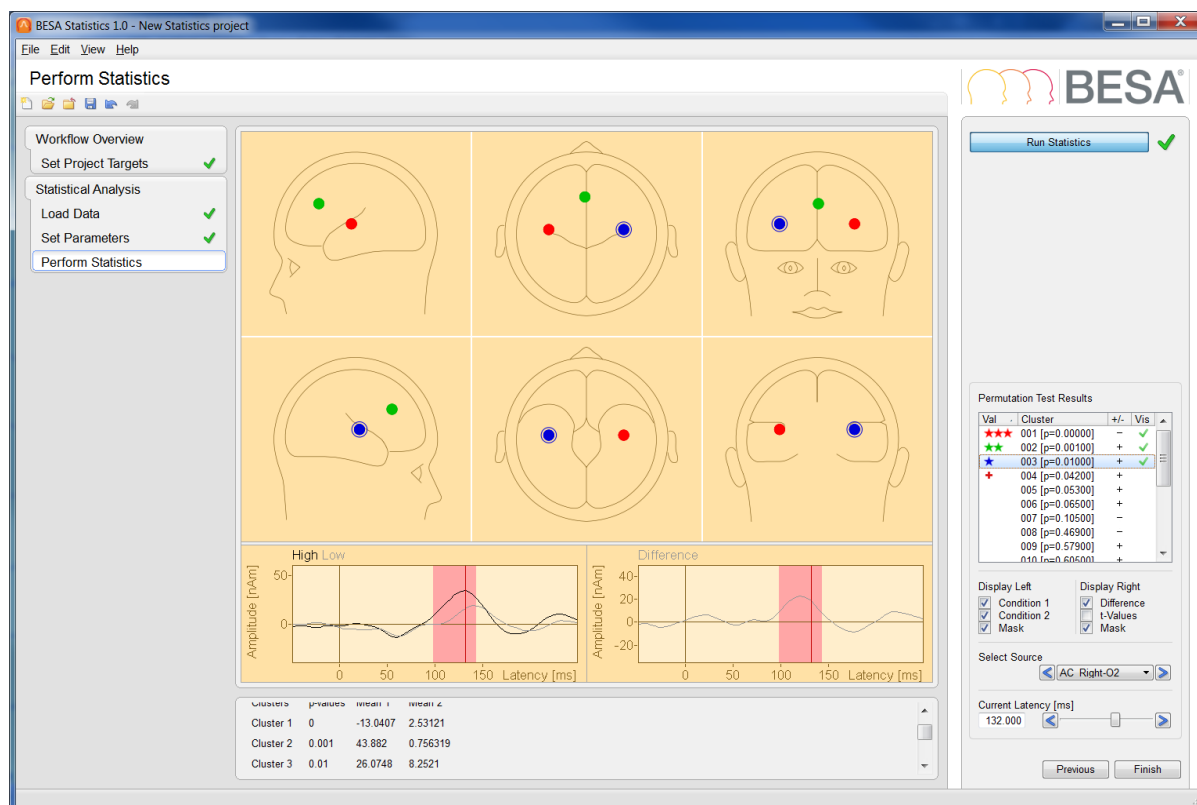 BESA Statistics 1.0 - New Statistics project
File Edit View Help
Perform Statistics
BESA®
Workflow Overview
Set Project Targets
Statistical Analysis
Load Data
Set Parameters
Perform Statistics
Run Statistics
Permutation Test Results
Val Cluster +/- Vis
001 [p=0.00000] -
002 [p=0.00100] +
003 [p=0.01000] +
004 [p=0.04200] +
005 [p=0.05300] +
006 [p=0.06500] +
007 [p=0.10500] -
008 [p=0.46900] -
009 [p=0.57900] +
010 [p=0.60500] +
High Low
Amplitude [nAm]
50
0
0 50 100 150 Latency [ms]
Difference
Amplitude [nAm]
40
20
0
-20
0 50 100 150 Latency [ms]
Display Left Display Right
Condition 1 Difference
Condition 2 t-Values
Mask Mask
Select Source
AC_Right-O2
Current Latency [ms]
132.000
Clusters p-values Mean 1 Mean 2
Cluster 1 0 -13.0407 2.53121
Cluster 2 0.001 43.882 0.756319
Cluster 3 0.01 26.0748 8.2521
Previous Finish